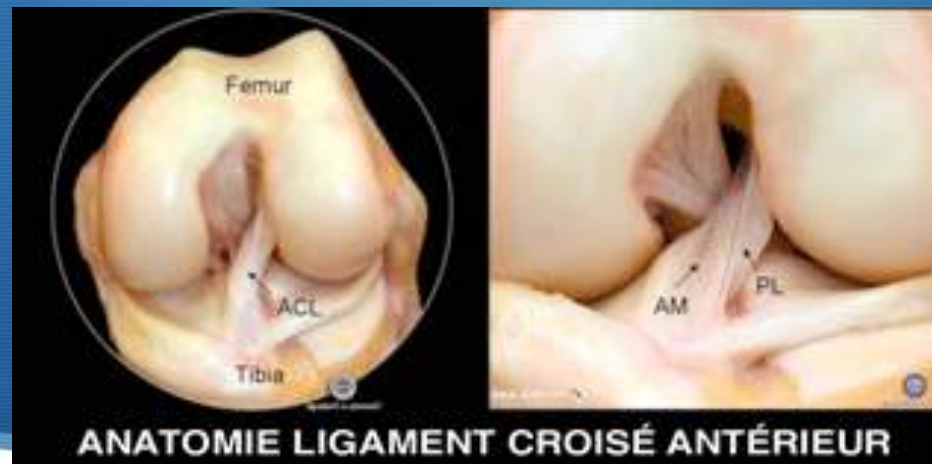 Femur
ACL
Tibia
AM
PL
ANATOMIE LIGAMENT CROISÉ ANTÉRIEUR